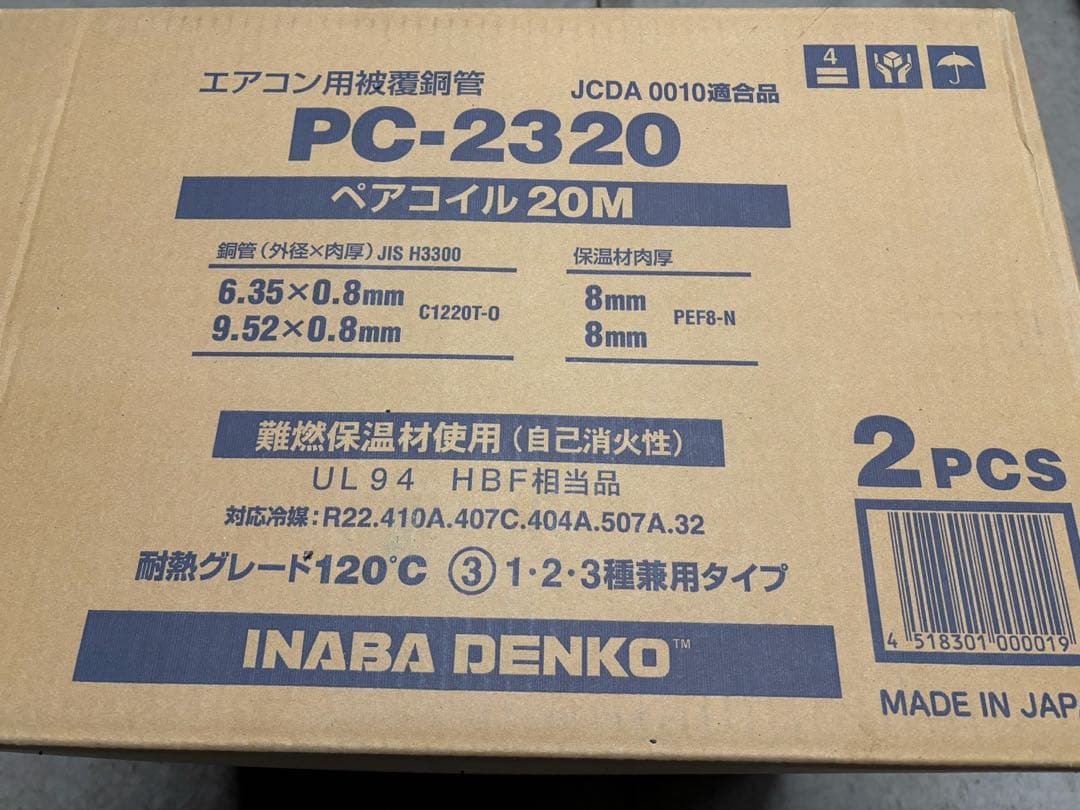 4
エアコン用被覆銅管
JCDA 0010適合品
PC-2320
ペアコイル 20M
銅管（外径×肉厚）JIS H3300
6.35×0.8mm
9.52×0.8mm
C1220T-O
保温材肉厚
8mm
8mm
PEF8-N
難燃保温材使用（自己消火性）
UL94 HBF相当品
対応冷媒：R22.410A.407C.404A.507A.32
耐熱グレード120℃ ③ 1・2・3種兼用タイプ
INABA DENKO™
2PCS
4 518301 000019
MADE IN JAP